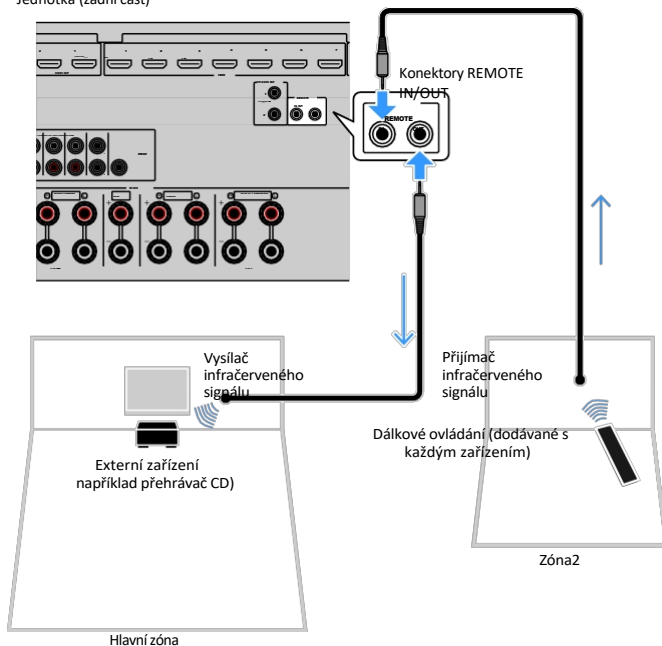 Jednotka (zadní část)
Konektory REMOTE
IN/OUT
REMOTE
Vysílač
infračerveného
signálu
Přijímač
infračerveného
signálu
Dálkové ovládání (dodávané s
každým zařízením)
Externí zařízení
například přehrávač CD)
Zóna2
Hlavní zóna